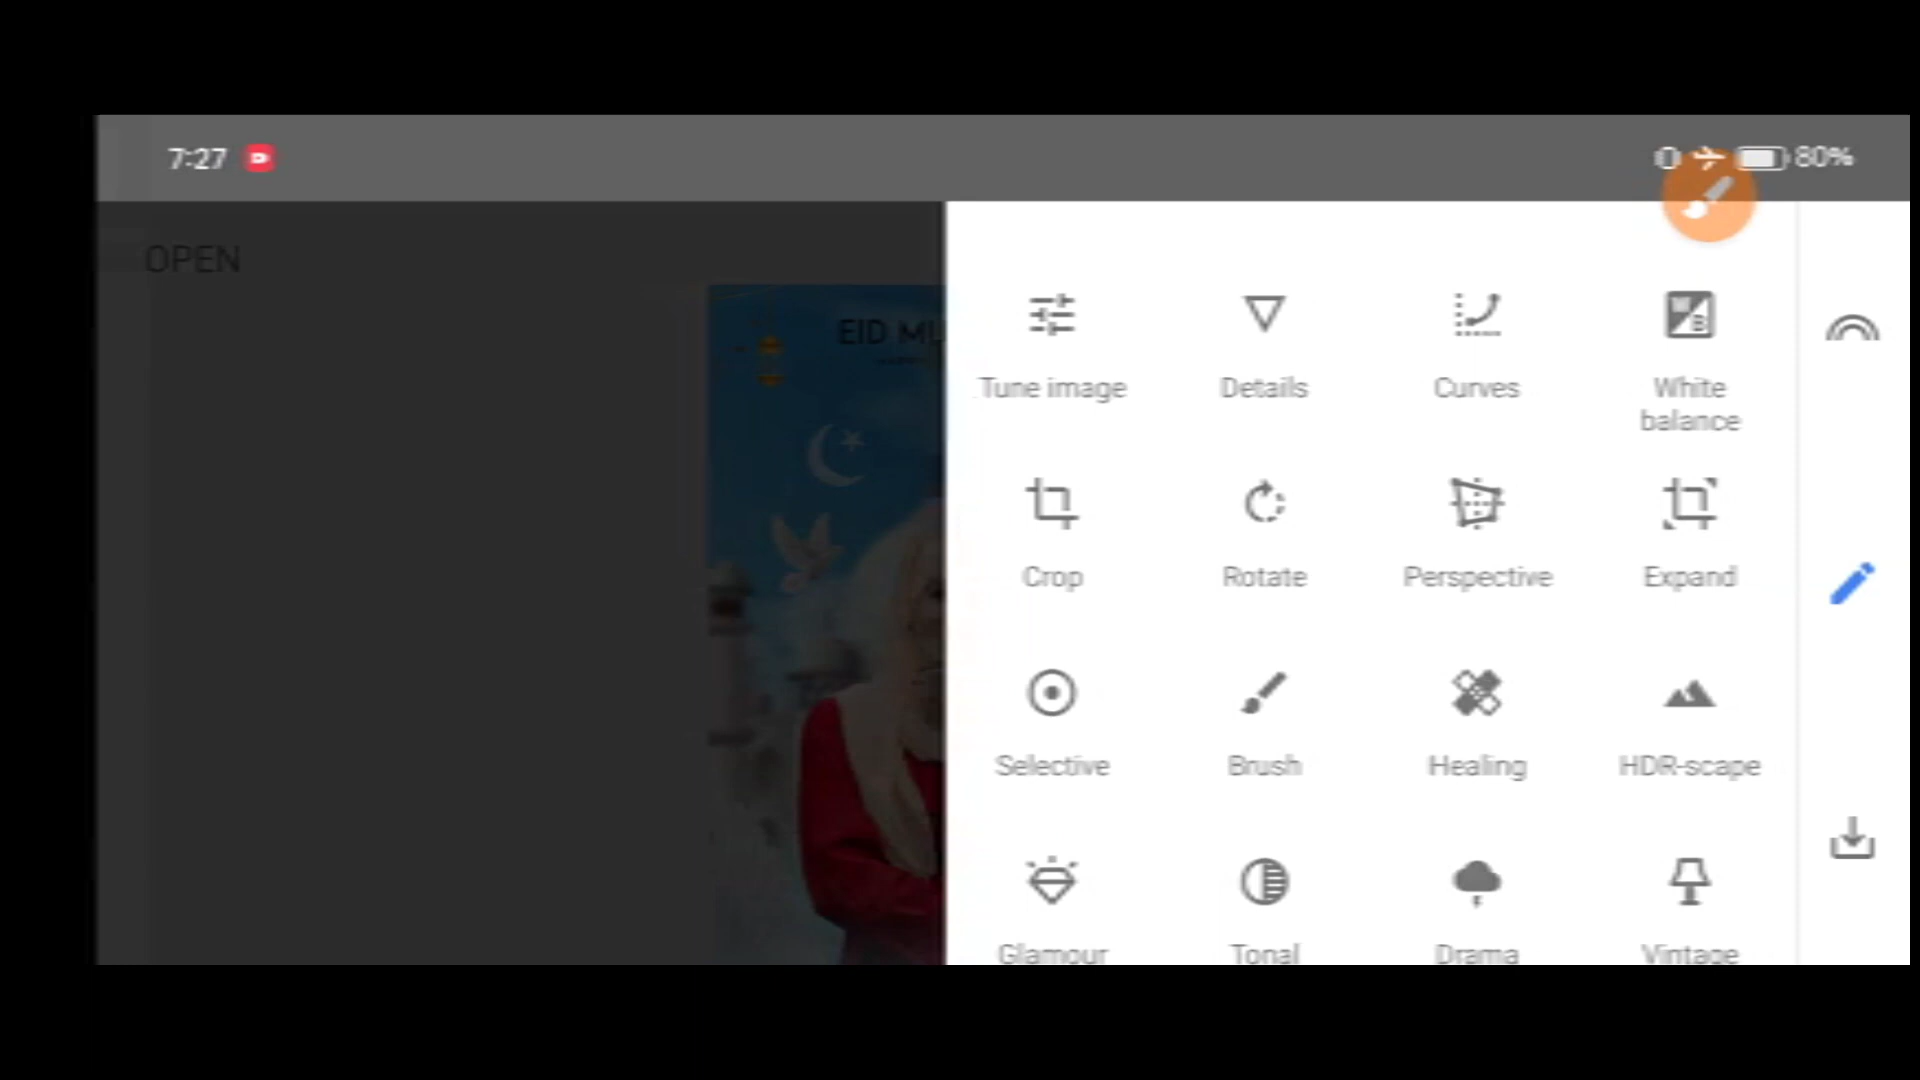 7:27
80%
OPEN
EID MU
Tune image
Details
Curves
White
balance
Crop
Rotate
Perspective
Expand
Selective
Brush
Healing
HDR-scape
Glamour
Tonal
Drama
Vintage